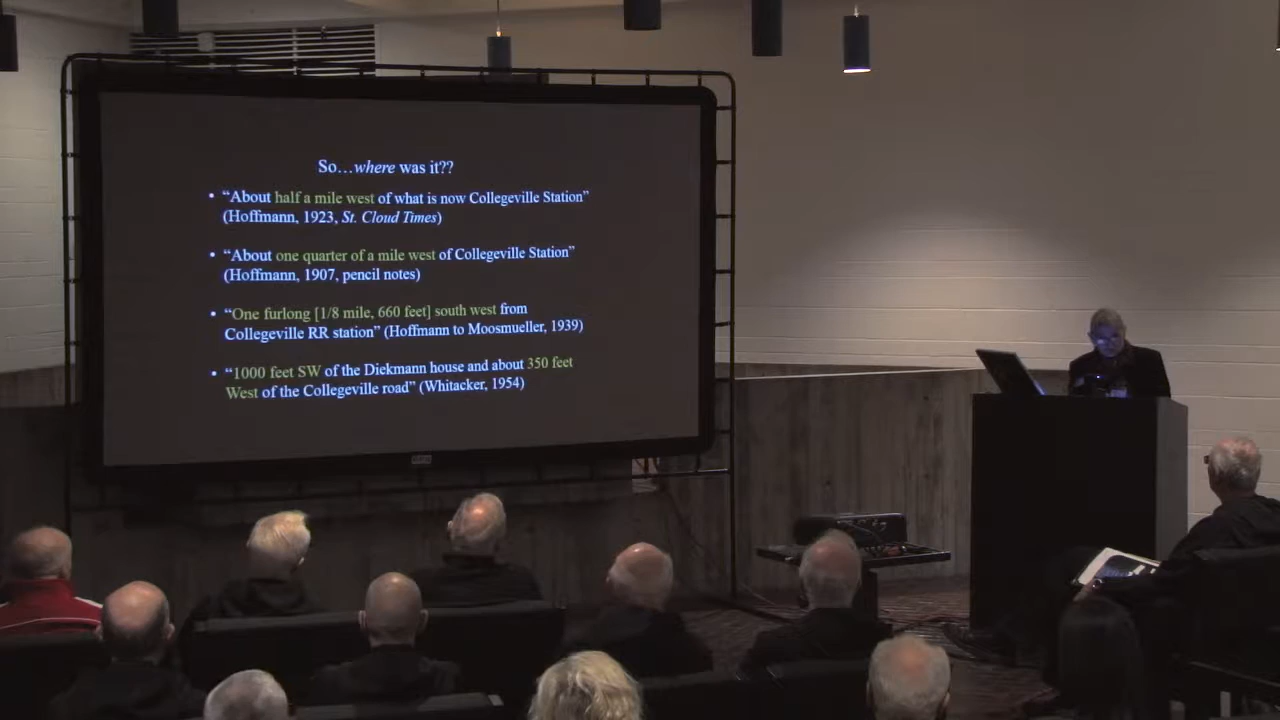 So…where was it??
• “About half a mile west of what is now Collegeville Station”
(Hoffmann, 1923, St. Cloud Times)
• “About one quarter of a mile west of Collegeville Station”
(Hoffmann, 1907, pencil notes)
• “One furlong [1/8 mile, 660 feet] south west from
Collegeville RR station” (Hoffmann to Moosmueller, 1939)
• “1000 feet SW of the Diekmann house and about 350 feet
West of the Collegeville road” (Whitacker, 1954)